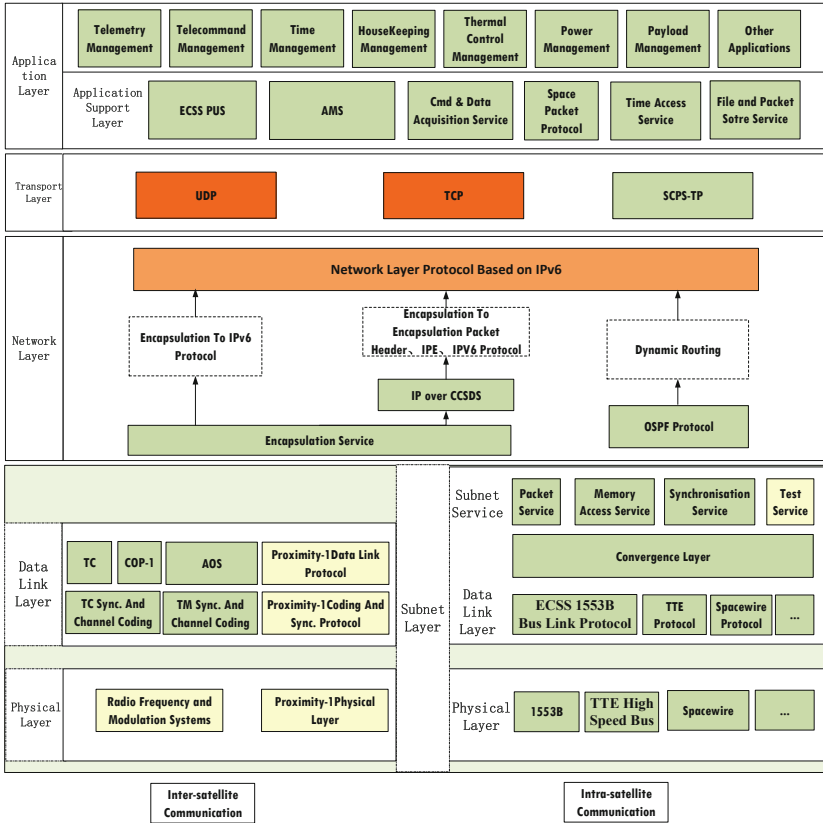 Applica
tion
Layer
Telemetry
Management
Telecommand
Management
Time
Management
HouseKeeping
Management
Thermal
Control
Management
Power
Management
Payload
Management
Other
Applications
Application
Support
Layer
ECSS PUS
AMS
Cmd & Data
Acquisition Service
Space
Packet
Protocol
Time Access
Service
File and Packet
Sotre Service
Transport
Layer
UDP
TCP
SCPS-TP
Network
Layer
Network Layer Protocol Based on IPv6
Encapsulation To IPv6
Protocol
Encapsulation To
Encapsulation Packet
Header、 IPE、 IPV6 Protocol
Dynamic Routing
IP over CCSDS
Encapsulation Service
OSPF Protocol
Data
Link
Layer
TC
COP-1
AOS
Proximity-1Data Link
Protocol
TC Sync. And
Channel Coding
TM Sync. And
Channel Coding
Proximity-1Coding And
Sync. Protocol
Physical
Layer
Radio Frequency and
Modulation Systems
Proximity-1Physical
Layer
Subnet
Layer
Subnet
Service
Packet
Service
Memory
Access Service
Synchronisation
Service
Test
Service
Convergence Layer
Data
Link
Layer
ECSS 1553B
Bus Link Protocol
TTE
Protocol
Spacewire
Protocol
...
Physical
Layer
1553B
TTE High
Speed Bus
Spacewire
...
Inter-satellite
Communication
Intra-satellite
Communication